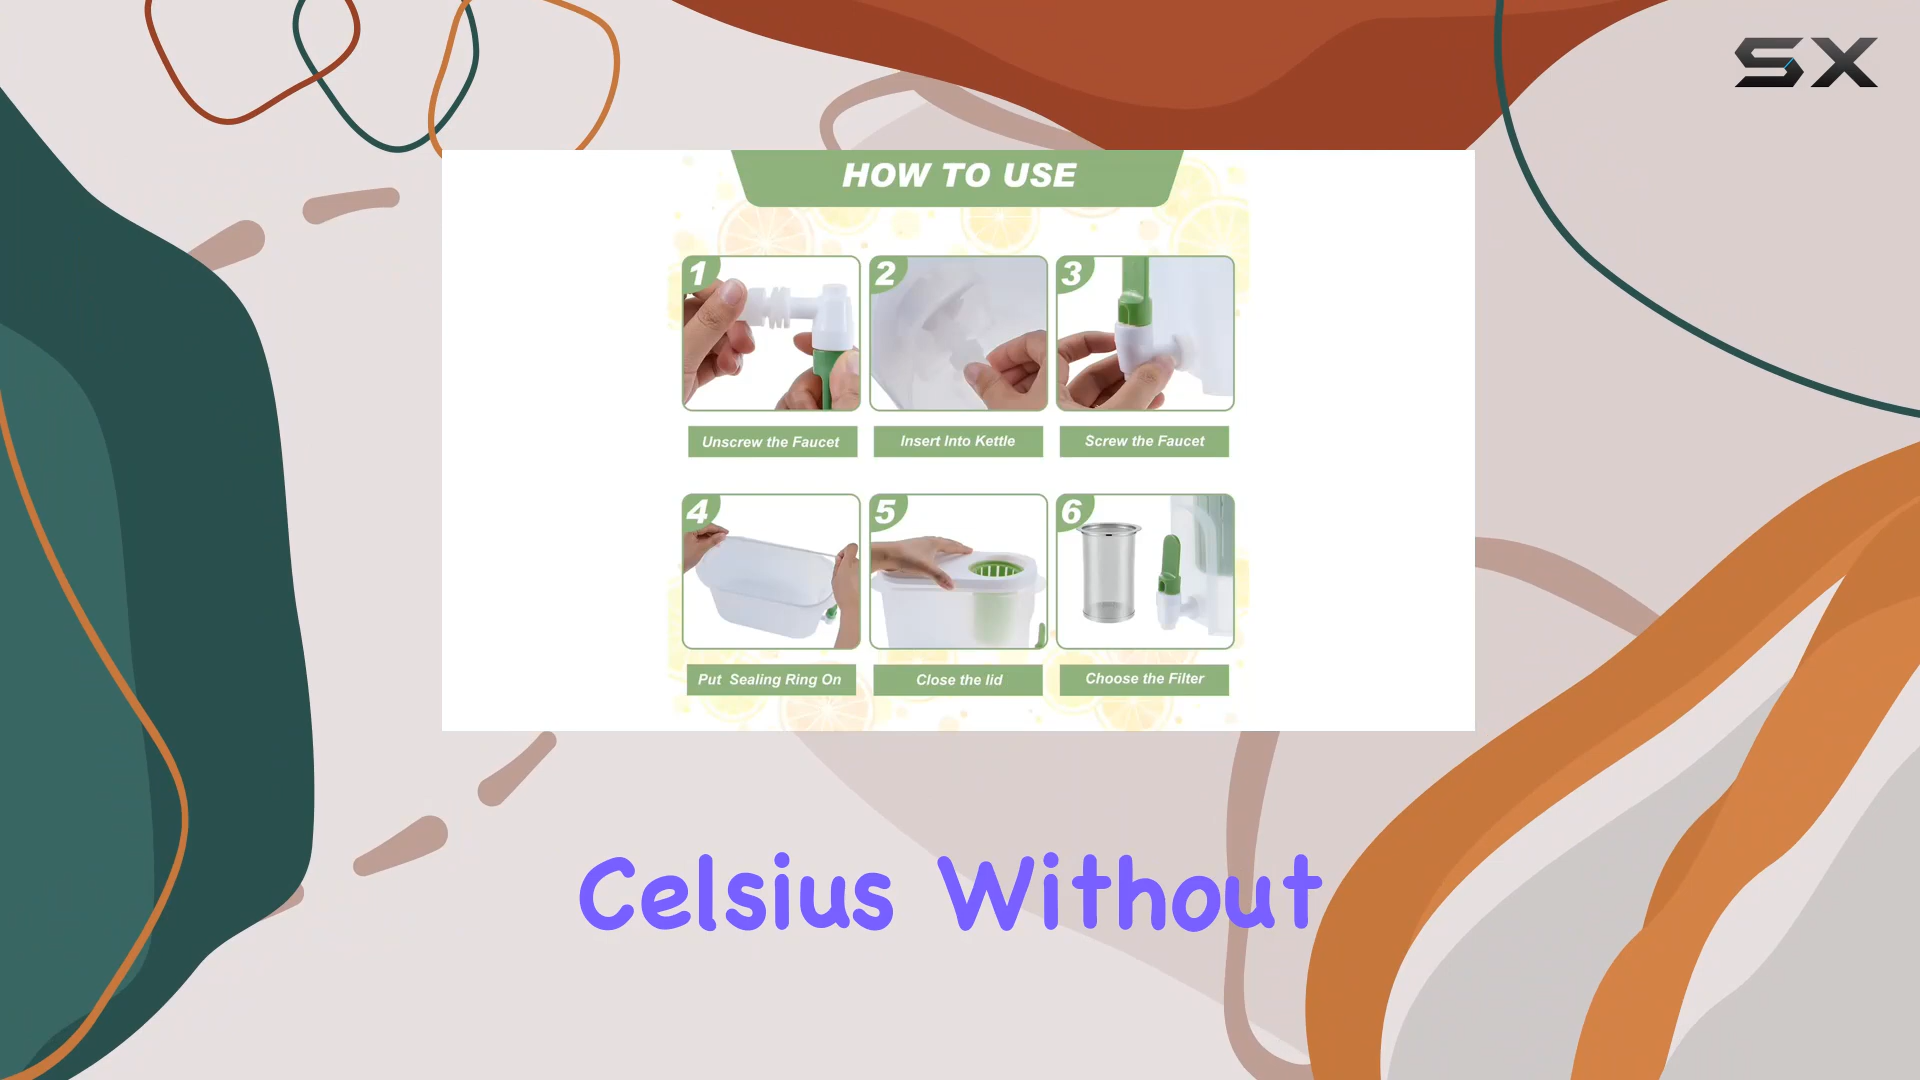 SX
HOW TO USE
1
2
3
Unscrew the Faucet
Insert Into Kettle
Screw the Faucet
4
5
6
Put Sealing Ring On
Close the lid
Choose the Filter
Celsius Without